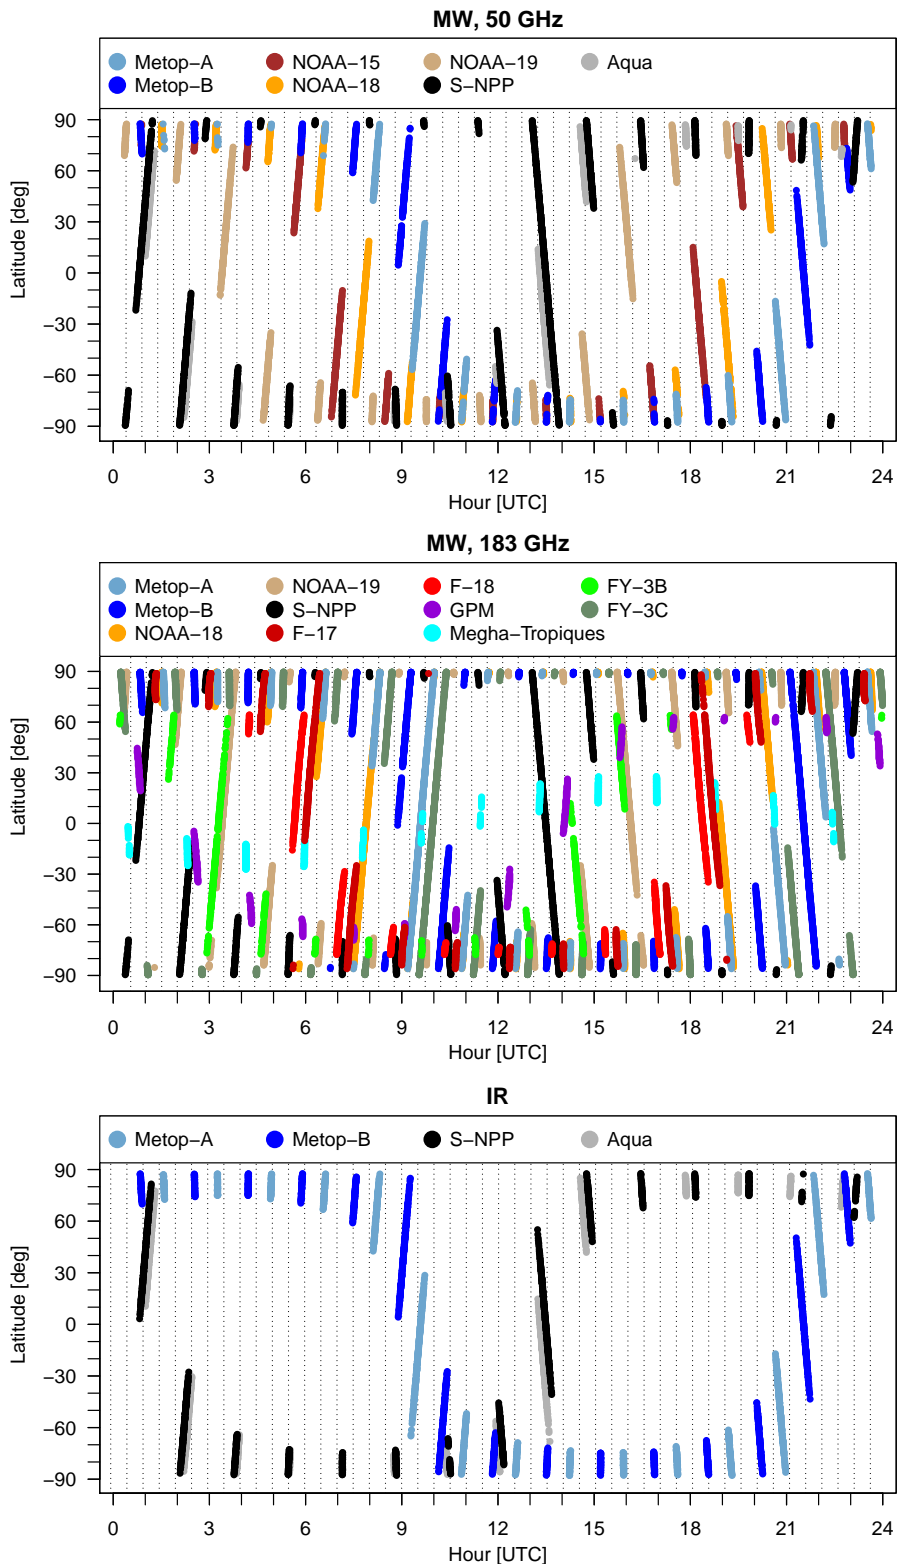 MW, 50 GHz
Metop−A NOAA−15 NOAA−19 Aqua
Metop−B NOAA−18 S−NPP
90
60
30
0
−30
−60
−90
Latitude [deg]
0 3 6 9 12 15 18 21 24
Hour [UTC]
MW, 183 GHz
Metop−A NOAA−19 F−18 FY−3B
Metop−B S−NPP GPM FY−3C
NOAA−18 F−17 Megha−Tropiques
90
60
30
0
−30
−60
−90
Latitude [deg]
0 3 6 9 12 15 18 21 24
Hour [UTC]
IR
Metop−A Metop−B S−NPP Aqua
90
60
30
0
−30
−60
−90
Latitude [deg]
0 3 6 9 12 15 18 21 24
Hour [UTC]